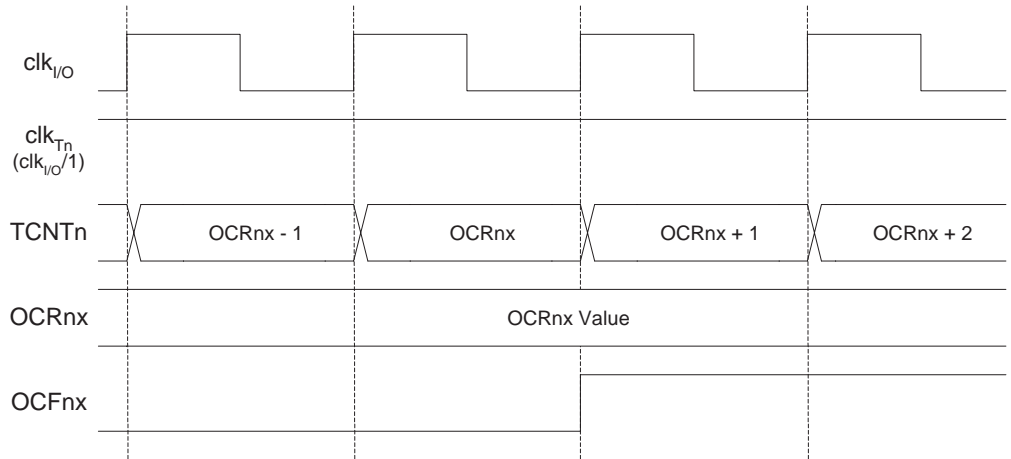 clkI/O
clkTn
(clkI/O/1)
TCNTn OCRnx - 1 OCRnx OCRnx + 1 OCRnx + 2
OCRnx OCRnx Value
OCFnx